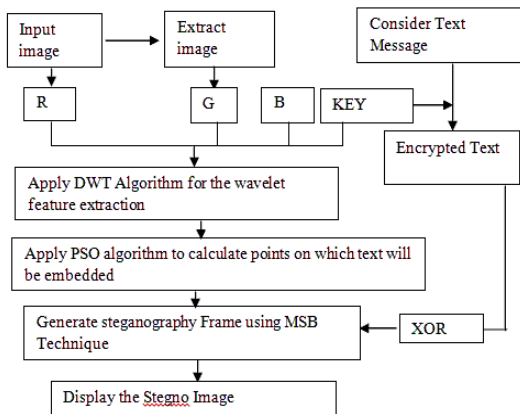 Input
image
Extract
image
Consider Text
Message
R
G
B
KEY
Encrypted Text
Apply DWT Algorithm for the wavelet
feature extraction
Apply PSO algorithm to calculate points on which text will
be embedded
Generate steganography Frame using MSB
Technique
XOR
Display the Stegno Image